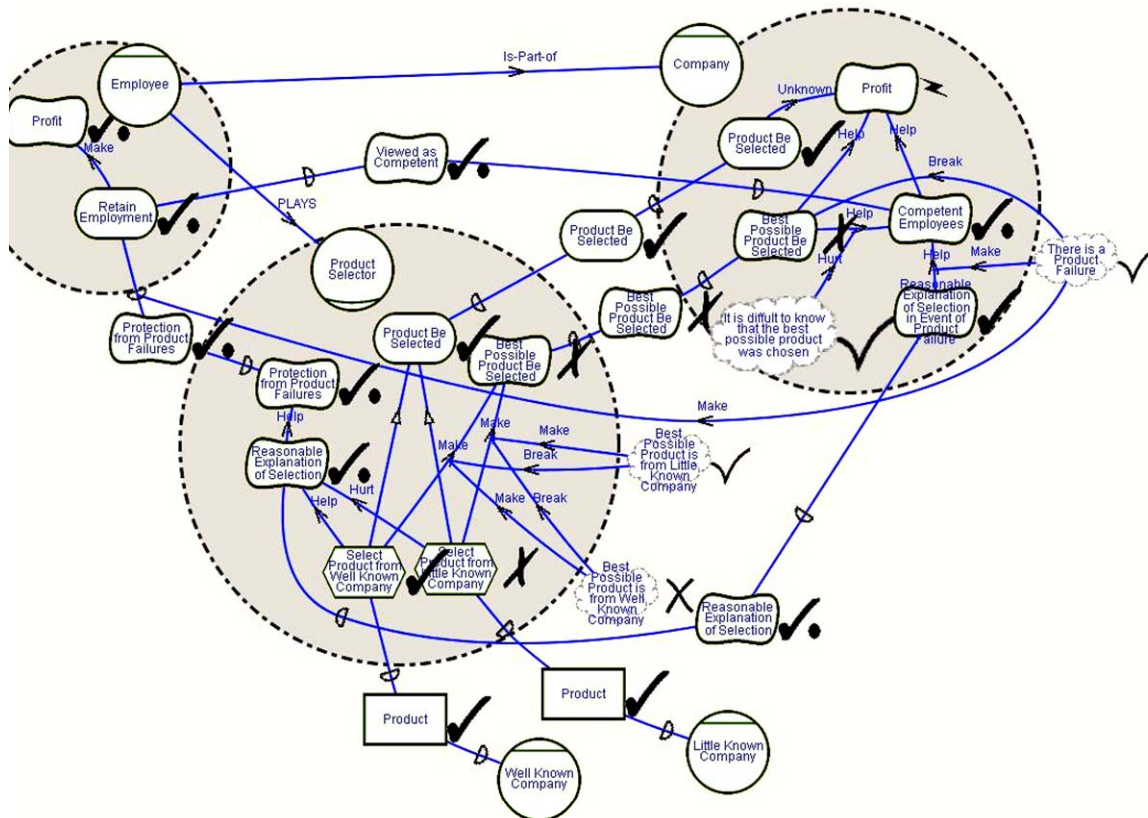 Is-Part-of
Employee
Company
Unknown
Profit
Profit
Make
Product Be
Selected
Help
Help
Viewed as
Competent
Break
Retain
Employment
PLAYS
Product Be
Selected
Best
Possible
Product Be
Selected
Help
Competent
Employees
There is a
Product
Failure
Make
Help
Hurt
Product
Selector
Reasonable
Explanation
of Selection
in Event of
Product
Failure
Best
Possible
Product Be
Selected
It is diffult to know
that the best
possible product
was chosen
Protection
from Product
Failures
Product Be
Selected
Best
Possible
Product Be
Selected
Protection
from Product
Failures
Make
Help
Make
Make
Make
Break
Best
Possible
Product is
from Little
Known
Company
Reasonable
Explanation
of Selection
Hurt
Help
Make
Break
Select
Product from
Well Known
Company
Select
Product from
Little Known
Company
Best
Possible
Product is
from Well
Known
Company
Reasonable
Explanation
of Selection
Product
Product
Little Known
Company
Well Known
Company